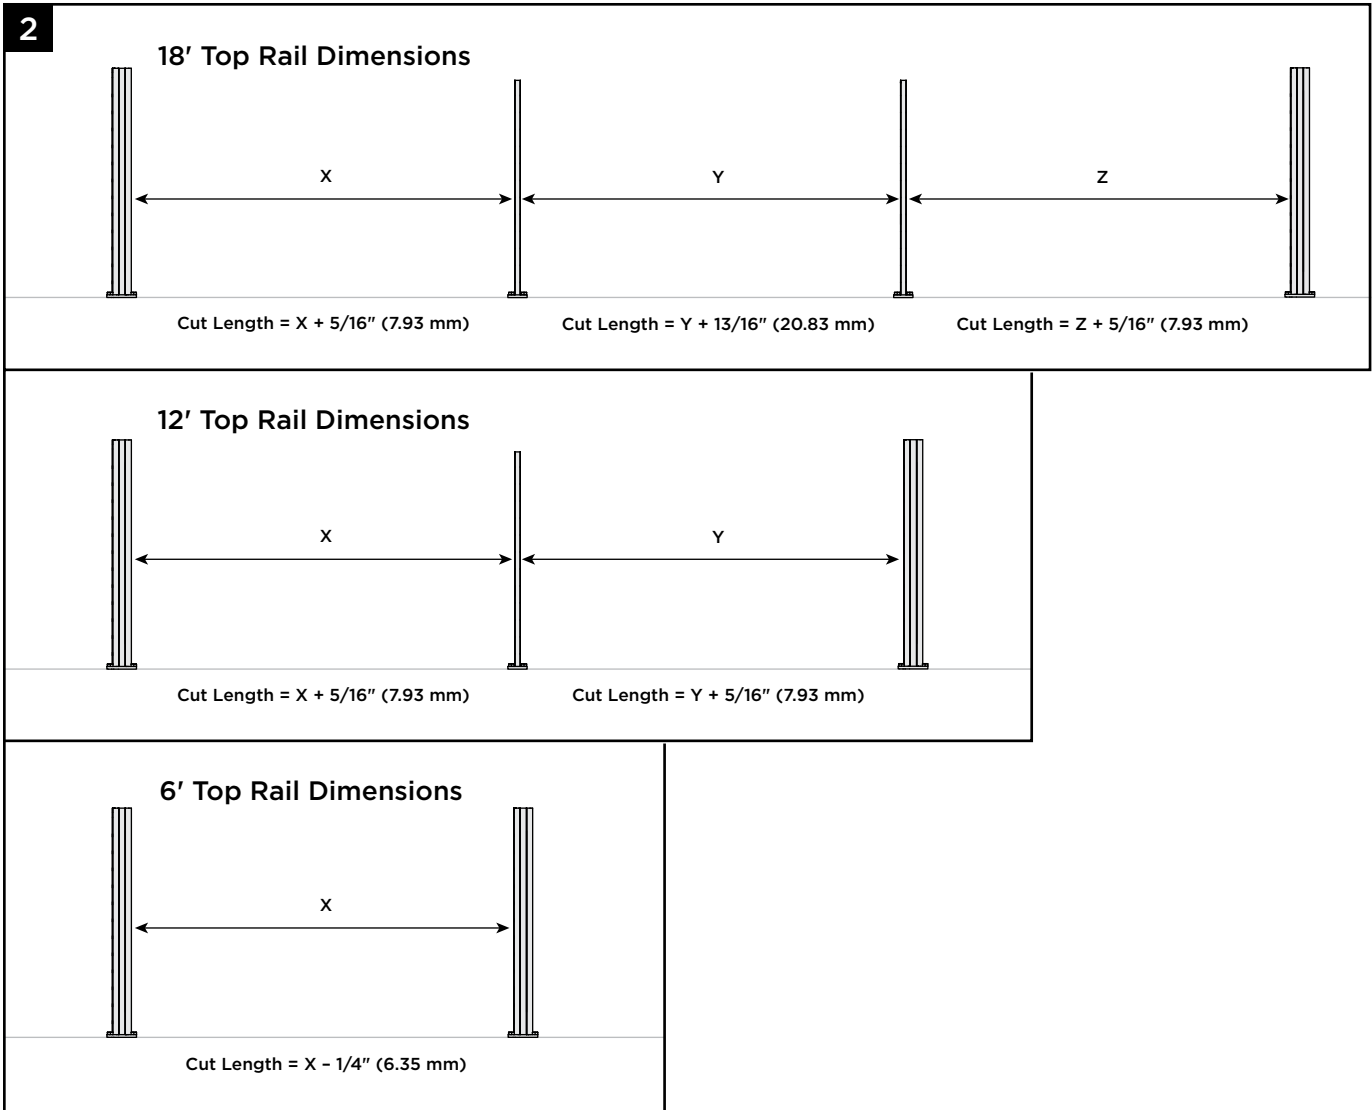 2
18' Top Rail Dimensions
X
Y
Z
Cut Length = X + 5/16" (7.93 mm)
Cut Length = Y + 13/16" (20.83 mm)
Cut Length = Z + 5/16" (7.93 mm)
12' Top Rail Dimensions
X
Y
Cut Length = X + 5/16" (7.93 mm)
Cut Length = Y + 5/16" (7.93 mm)
6' Top Rail Dimensions
X
Cut Length = X – 1/4" (6.35 mm)